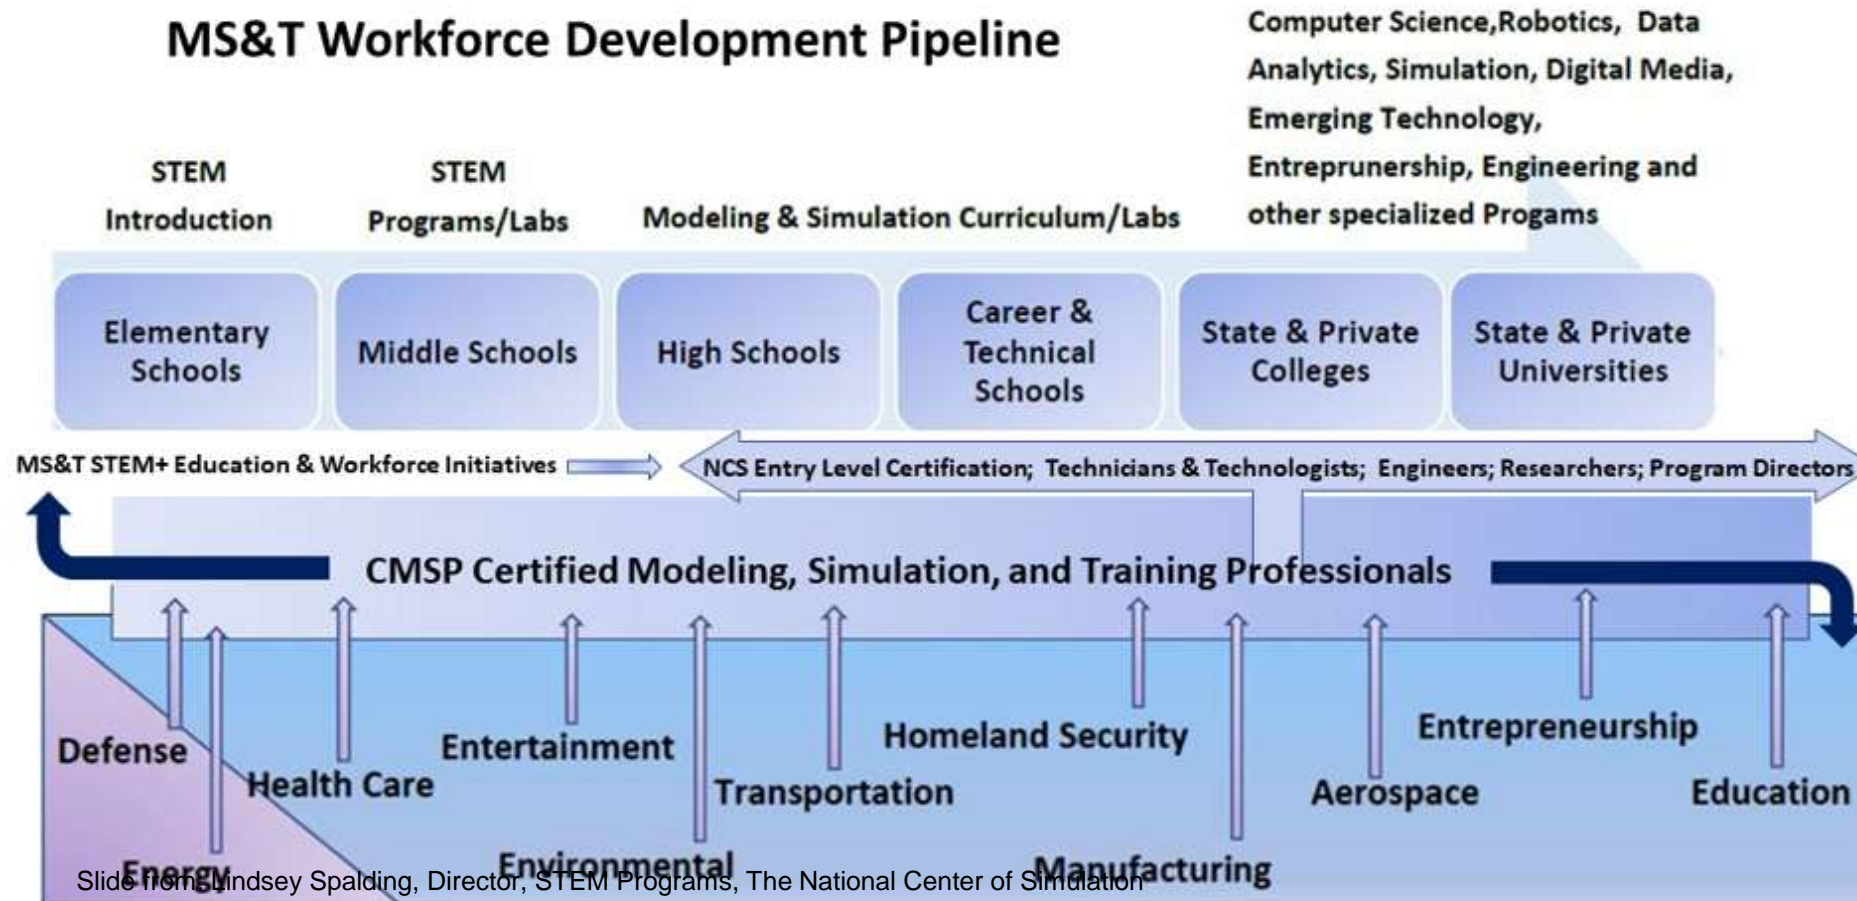 MS&T Workforce Development Pipeline
Computer Science,Robotics, Data
Analytics, Simulation, Digital Media,
Emerging Technology,
Entreprunership, Engineering and
other specialized Progams
STEM
Introduction
STEM
Programs/Labs
Modeling & Simulation Curriculum/Labs
Elementary
Schools
Middle Schools
High Schools
Career &
Technical
Schools
State & Private
Colleges
State & Private
Universities
MS&T STEM+ Education & Workforce Initiatives
NCS Entry Level Certification; Technicians & Technologists; Engineers; Researchers; Program Directors
CMSP Certified Modeling, Simulation, and Training Professionals
Defense
Health Care
Entertainment
Transportation
Homeland Security
Aerospace
Entrepreneurship
Education
Energy
Environmental
Manufacturing
Slide from: Lindsey Spalding, Director, STEM Programs, The National Center of Simulation